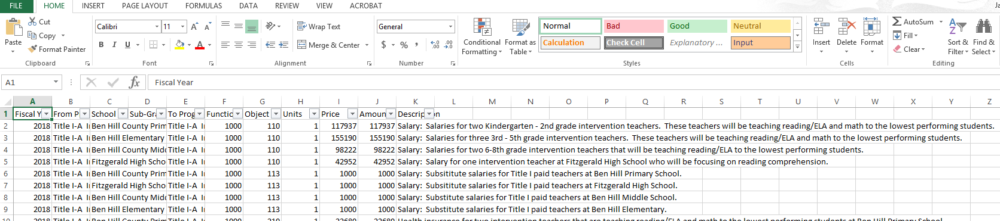 FILE HOME INSERT PAGE LAYOUT FORMULAS DATA REVIEW VIEW ACROBAT Ja
Cut
Copy
Format Painter
Paste
Clipboard
Calibri 11
B I U
Font
Wrap Text
Merge & Center
Alignment
General
$ % ,
Number
Conditional Formatting
Format as Table
Normal Bad Good Neutral
Calculation Check Cell Explanatory ... Input
Styles
Insert Delete Format
Cells
AutoSum
Fill
Clear
Sort & Filter
Find & Select
Editing
A1 fx Fiscal Year
A B C D E F G H I J K L M N O P Q R S T U V W X Y Z
1 Fiscal Y From P School Sub-Gra To Prog Functio Object Units Price Amoun Description
2 2018 Title I-A I Ben Hill County Prim Title I-A I 1000 110 1 117937 117937 Salary: Salaries for two Kindergarten - 2nd grade intervention teachers. These teachers will be teaching reading/ELA and math to the lowest performing students.
3 2018 Title I-A I Ben Hill Elementary Title I-A I 1000 110 1 155190 155190 Salary: Salaries for three 3rd - 5th grade intervention teachers. These teachers will be teaching reading/ELA and math to the lowest performing students.
4 2018 Title I-A I Ben Hill County Midd Title I-A I 1000 110 1 98222 98222 Salary: Salaries for two 6-8th grade intervention teachers that will be teaching reading/ELA to the lowest performing students.
5 2018 Title I-A I Fitzgerald High Scho Title I-A I 1000 110 1 42952 42952 Salary: Salary for one intervention teacher at Fitzgerald High School who will be focusing on reading comprehension.
6 2018 Title I-A I Ben Hill County Prim Title I-A I 1000 113 1 1000 1000 Salary: Subsitiute salaries for Title I paid teachers at Ben Hill Primary School.
7 2018 Title I-A I Fitzgerald High Scho Title I-A I 1000 113 1 1000 1000 Salary: Substitute salaries for Title I paid teachers at Fitzgerald High School.
8 2018 Title I-A I Ben Hill County Midd Title I-A I 1000 113 1 1000 1000 Salary: Substitute salaries for Title I paid teachers at Ben Hill Middle School.
9 2018 Title I-A I Ben Hill Elementary Title I-A I 1000 113 1 1000 1000 Salary: Substitute salaries for Title I paid teachers at Ben Hill Elementary.
10 2018 Title I-A Ben Hill County Prim Title I-A 1000 210 1 22680 22680 Health insurance for two intervention teachers that are teaching reading/ELA and math to the lowest performing students at Ben Hill Primary School